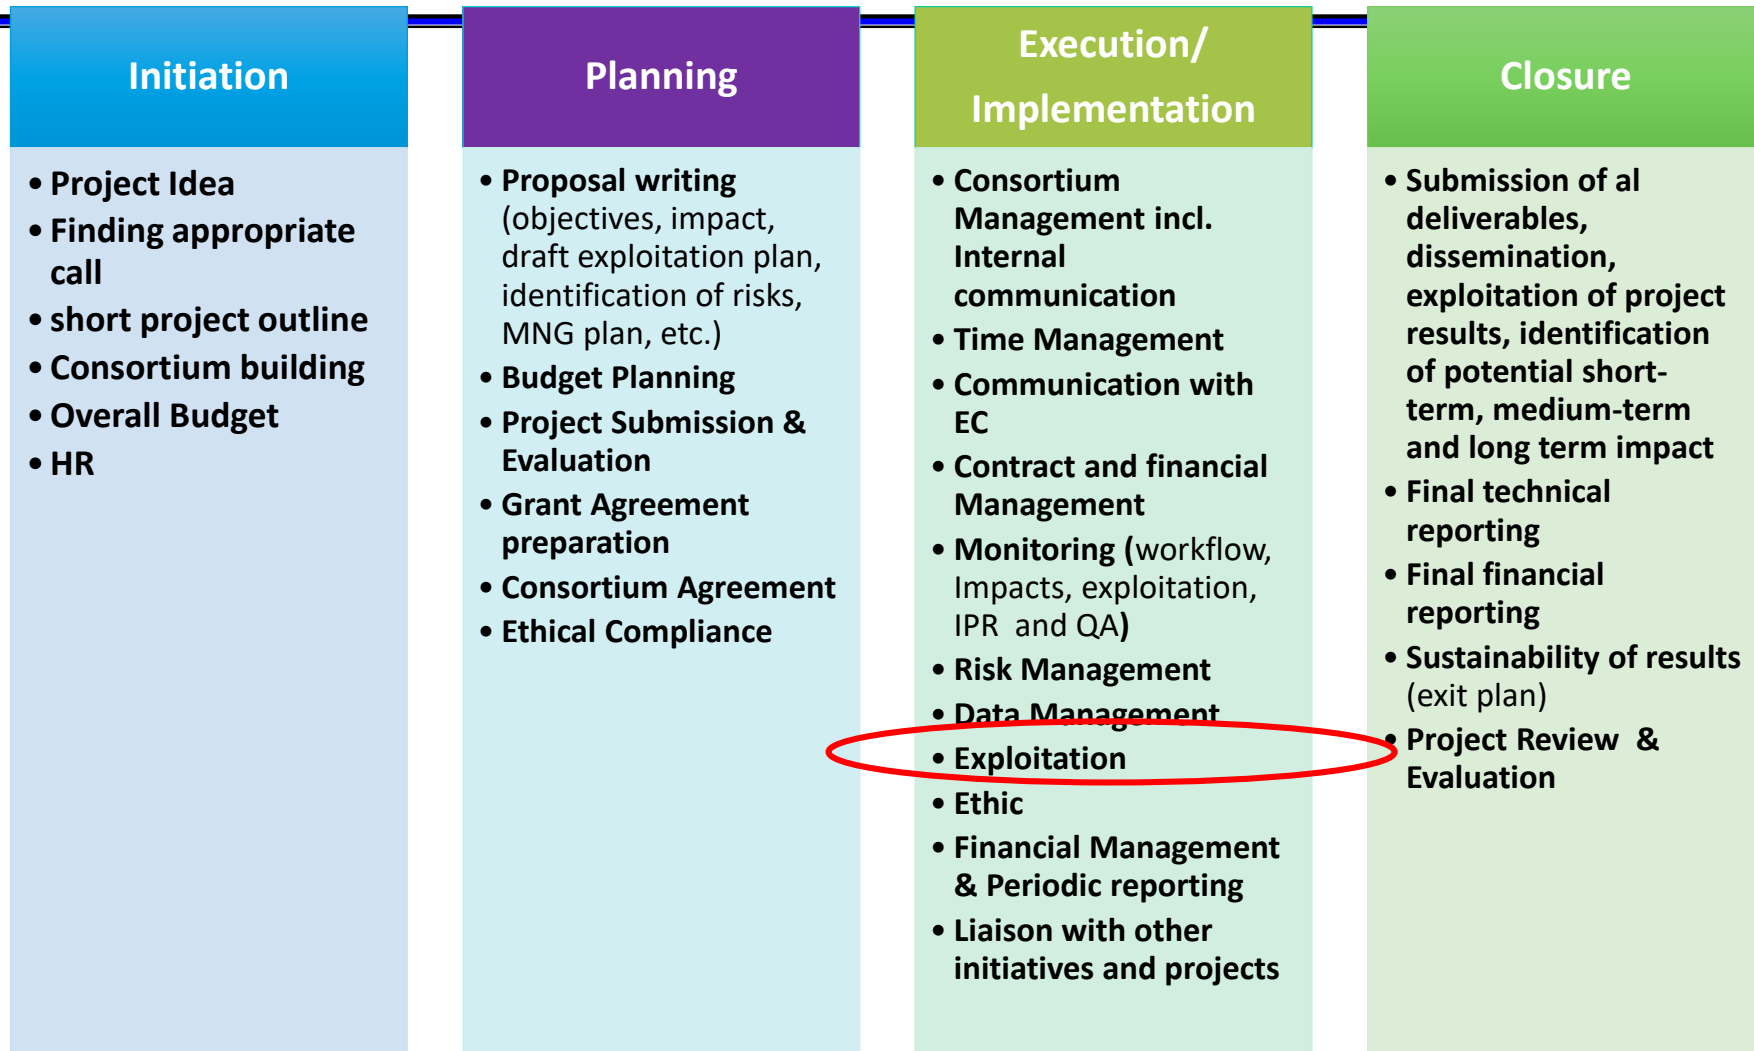 Initiation
• Project Idea
• Finding appropriate
call
• short project outline
• Consortium building
• Overall Budget
• HR
Planning
• Proposal writing
(objectives, impact,
draft exploitation plan,
identification of risks,
MNG plan, etc.)
• Budget Planning
• Project Submission &
Evaluation
• Grant Agreement
preparation
• Consortium Agreement
• Ethical Compliance
Execution/
Implementation
• Consortium
Management incl.
Internal
communication
• Time Management
• Communication with
EC
• Contract and financial
Management
• Monitoring (workflow,
Impacts, exploitation,
IPR and QA)
• Risk Management
• Data Management
• Exploitation
• Ethic
• Financial Management
& Periodic reporting
• Liaison with other
initiatives and projects
Closure
• Submission of al
deliverables,
dissemination,
exploitation of project
results, identification
of potential short-
term, medium-term
and long term impact
• Final technical
reporting
• Final financial
reporting
• Sustainability of results
(exit plan)
• Project Review &
Evaluation